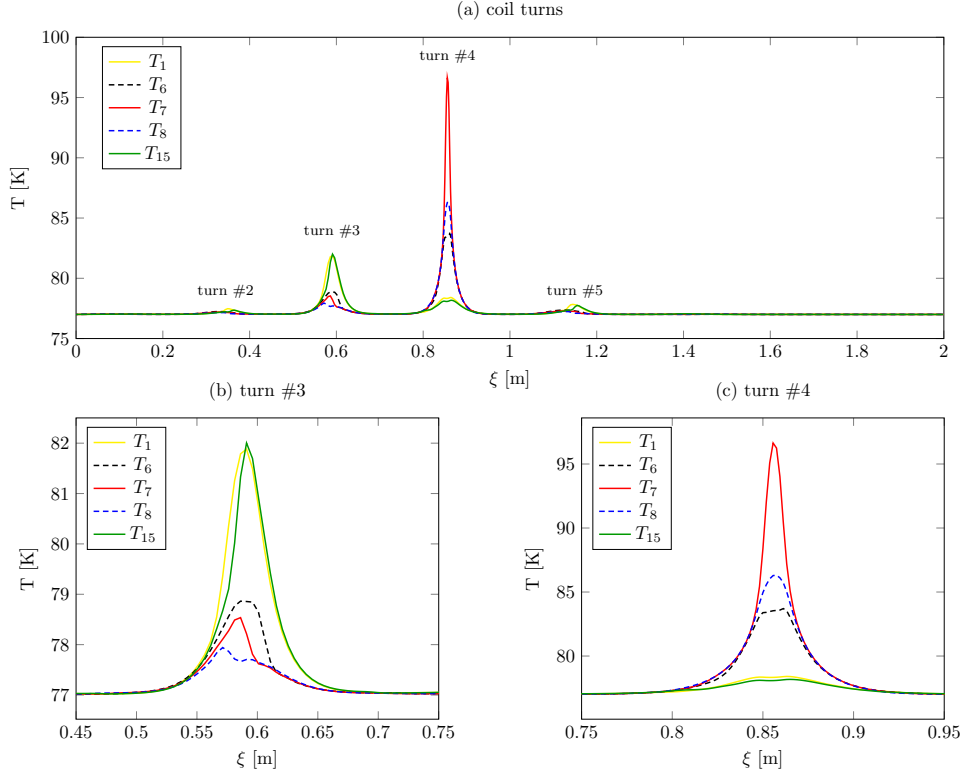 (a) coil turns
T [K]
100
95
90
85
80
75
T1
T6
T7
T8
T15
turn #2
turn #3
turn #4
turn #5
0
0.2
0.4
0.6
0.8
1
1.2
1.4
1.6
1.8
2
ξ [m]
(b) turn #3
T [K]
82
81
80
79
78
77
T1
T6
T7
T8
T15
0.45
0.5
0.55
0.6
0.65
0.7
0.75
ξ [m]
(c) turn #4
T [K]
95
90
85
80
T1
T6
T7
T8
T15
0.75
0.8
0.85
0.9
0.95
ξ [m]